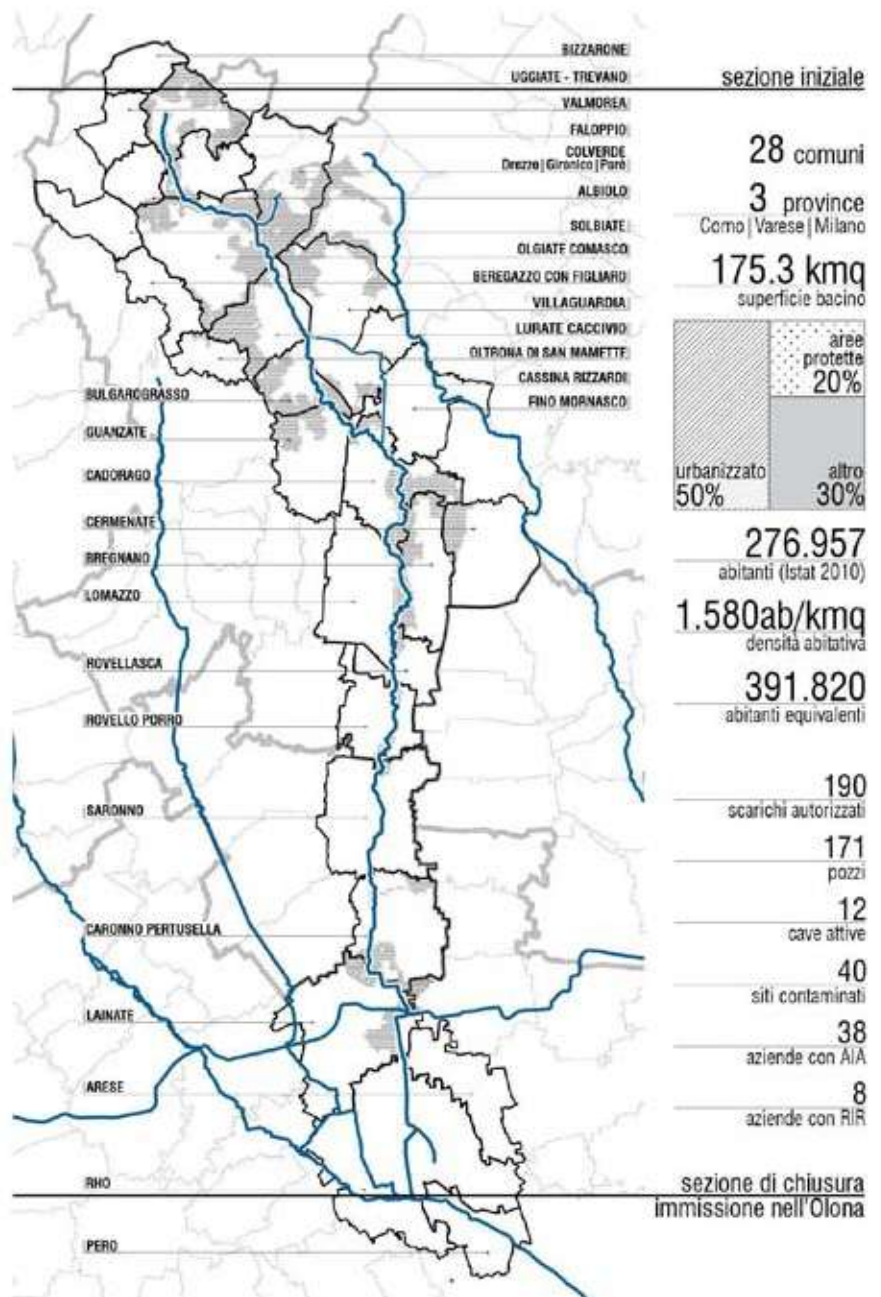 BIZZARONE
UGGIATE - TREVANO
VALMOREA
FALOPPIO
COLVERDE
Drezzo|Gironico|Parè
ALBIOLO
SOLBIATE
OLGIATE COMASCO
BEREGAZZO CON FIGLIARO
VILLAGUARDIA
LURATE CACCIVIO
OLTRONA DI SAN MAMETTE
CASSINA RIZZARDI
FINO MORNASCO
BULGAROGRASSO
GUANZATE
CADORAGO
CERMENATE
BREGNANO
LOMAZZO
ROVELLASCA
ROVELLO PORRO
SARONNO
CARONNO PERTUSELLA
LAINATE
ARESE
RHO
PERO
sezione iniziale
28 comuni
3 province
Como|Varese|Milano
175.3 kmq
superficie bacino
aree
protette
20%
urbanizzato
50%
altro
30%
276.957
abitanti (Istat 2010)
1.580ab/kmq
densità abitativa
391.820
abitanti equivalenti
190
scarichi autorizzati
171
pozzi
12
cave attive
40
siti contaminati
38
aziende con AIA
8
aziende con RIR
sezione di chiusura
immissione nell'Olona